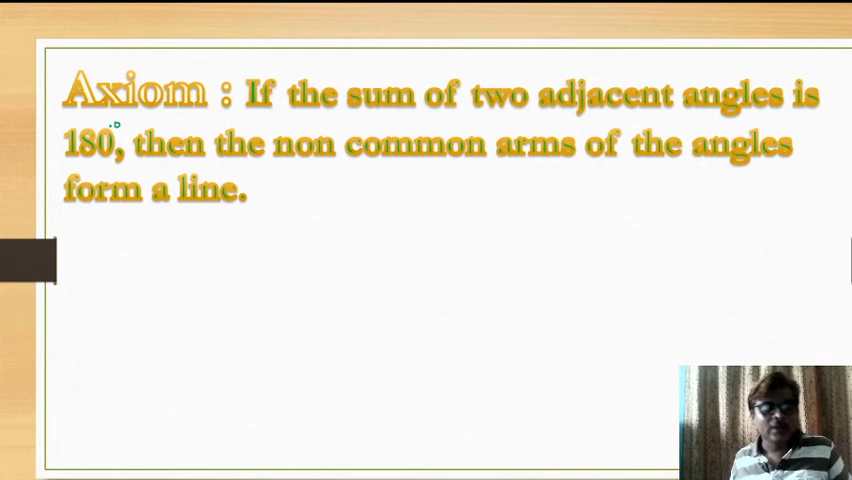 Axiom : If the sum of two adjacent angles is
180°, then the non common arms of the angles
form a line.